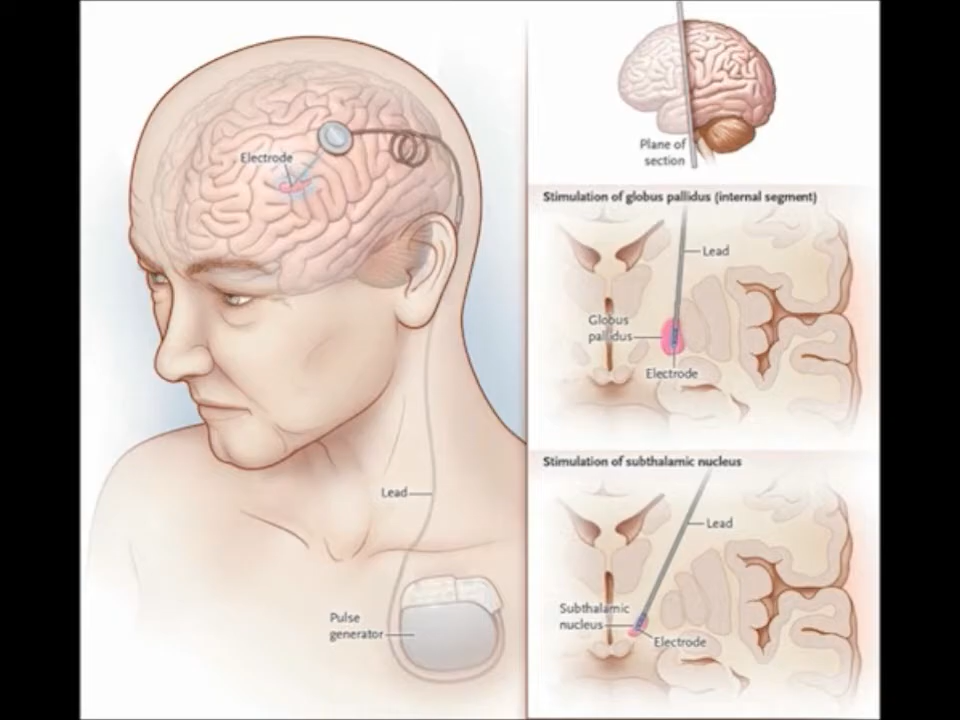 Electrode
Lead
Pulse
generator
Plane of
section
Stimulation of globus pallidus (internal segment)
Lead
Globus
pallidus
Electrode
Stimulation of subthalamic nucleus
Lead
Subthalamic
nucleus
Electrode